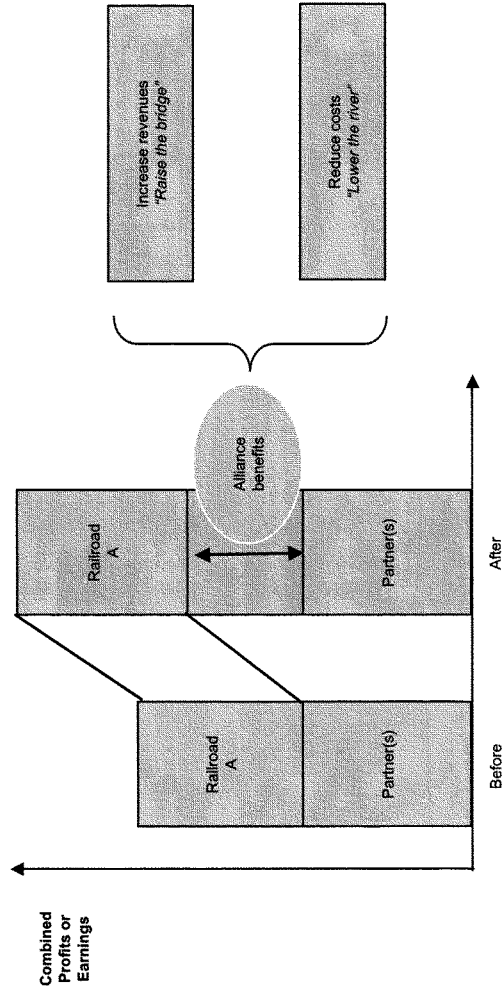 Combined
Profits or
Earnings
Railroad
A
Partner(s)
Before
Railroad
A
Alliance
benefits
Partner(s)
After
Increase revenues
"Raise the bridge"
Reduce costs
"Lower the river"